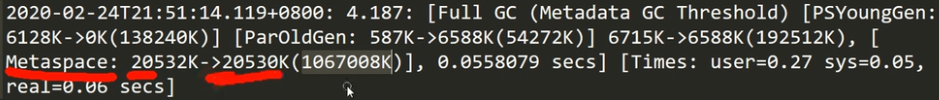 2020-02-24T21:51:14.119+0800: 4.187: [Full GC (Metadata GC Threshold) [PSYoungGen:
6128K->0K(138240K)] [ParOldGen: 587K->6588K(54272K)] 6715K->6588K(192512K), [
Metaspace: 20532K->20530K(1067008K)], 0.0558079 secs] [Times: user=0.27 sys=0.05,
real=0.06 secs]